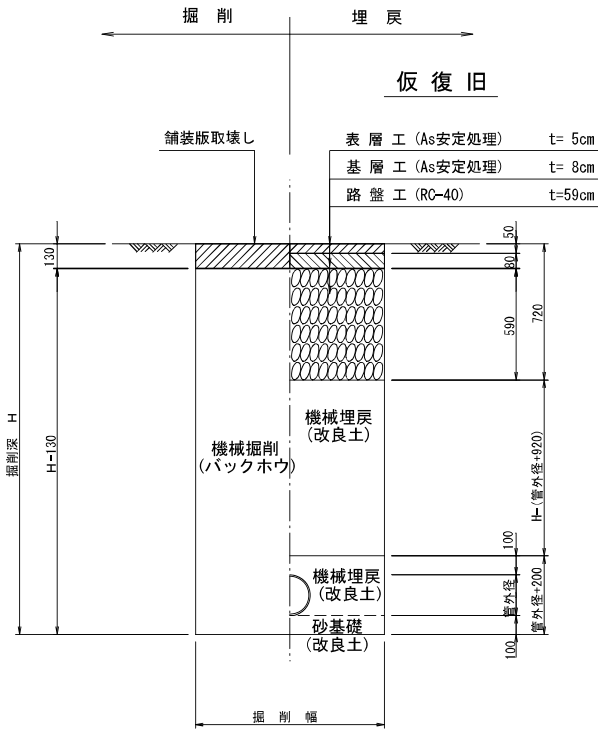 掘削 埋戻
仮復旧
舗装版取壊し
表層工(As安定処理) t= 5cm
基層工(As安定処理) t= 8cm
路盤工(RC-40) t=59cm
50
130
80
590
720
掘削深 H
H-130
機械掘削
(バックホウ)
機械埋戻
(改良土)
H-(管外径+920)
100
機械埋戻
(改良土)
管外径
管外径+200
砂基礎
(改良土)
100
掘削幅